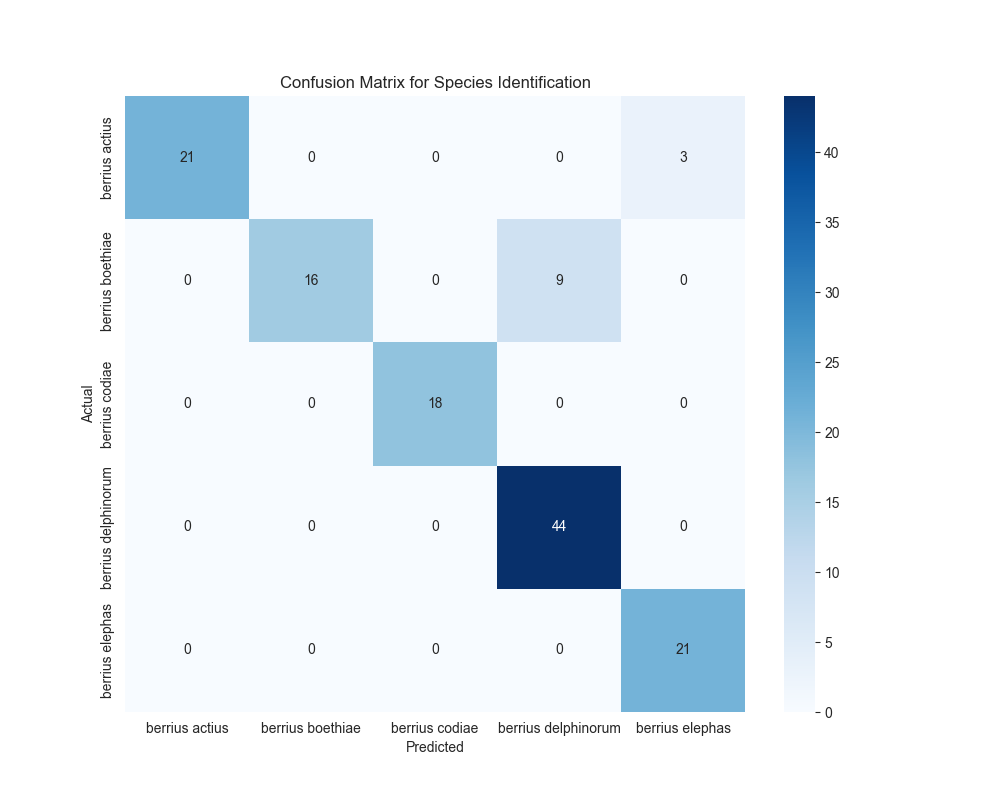 Confusion Matrix for Species Identification
berrius actius
21 0 0 0 3
berrius boethiae
0 16 0 9 0
berrius codiae
0 0 18 0 0
berrius delphinorum
0 0 0 44 0
berrius elephas
0 0 0 0 21
Actual
berrius actius berrius boethiae berrius codiae berrius delphinorum berrius elephas
Predicted
40
35
30
25
20
15
10
5
0